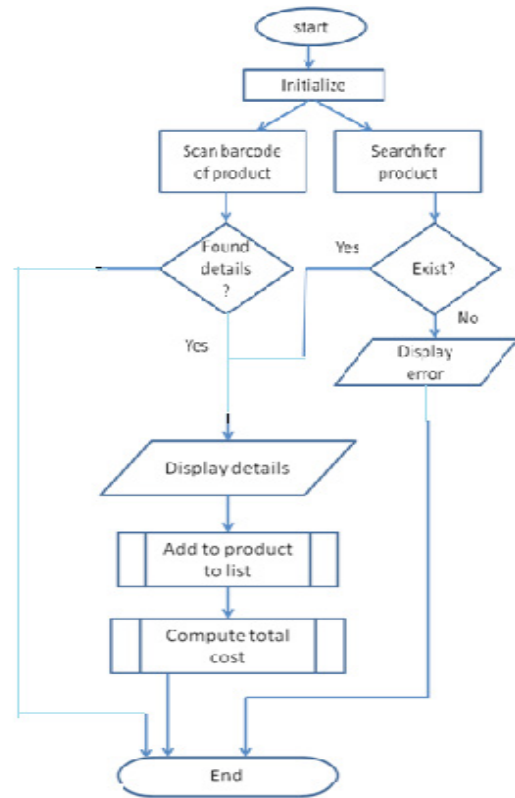 start
Initialize
Scan barcode
of product
Search for
product
Found
details
?
Yes
Exist?
No
Yes
Display
error
Display details
Add to product
to list
Compute total
cost
End